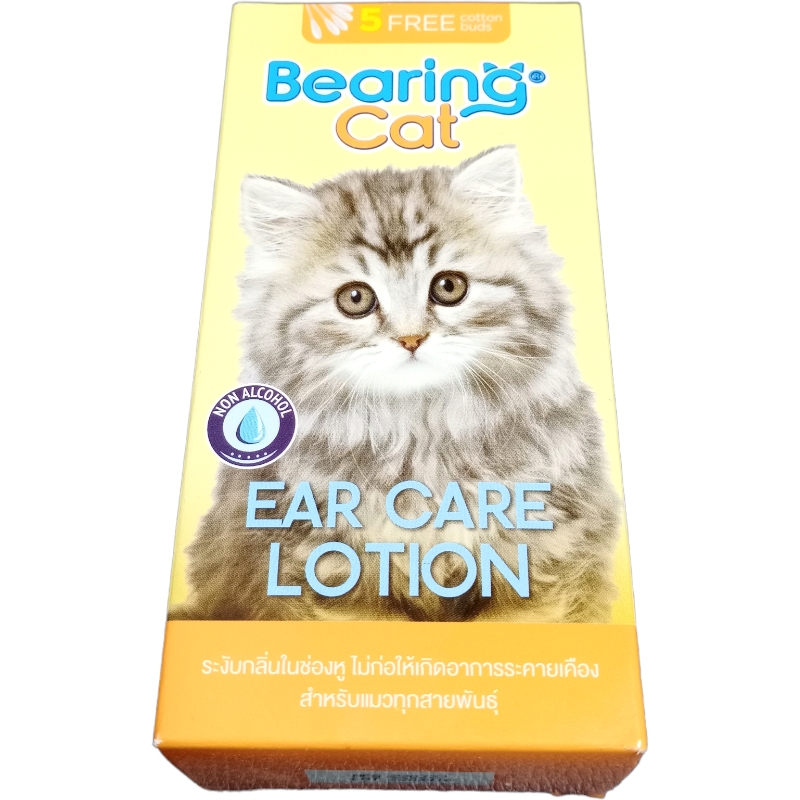 5 FREE cotton buds
Bearing®
Cat
NON ALCOHOL
EAR CARE
LOTION
ระงับกลิ่นในช่องหู ไม่ก่อให้เกิดอาการระคายเคือง
สำหรับแมวทุกสายพันธุ์